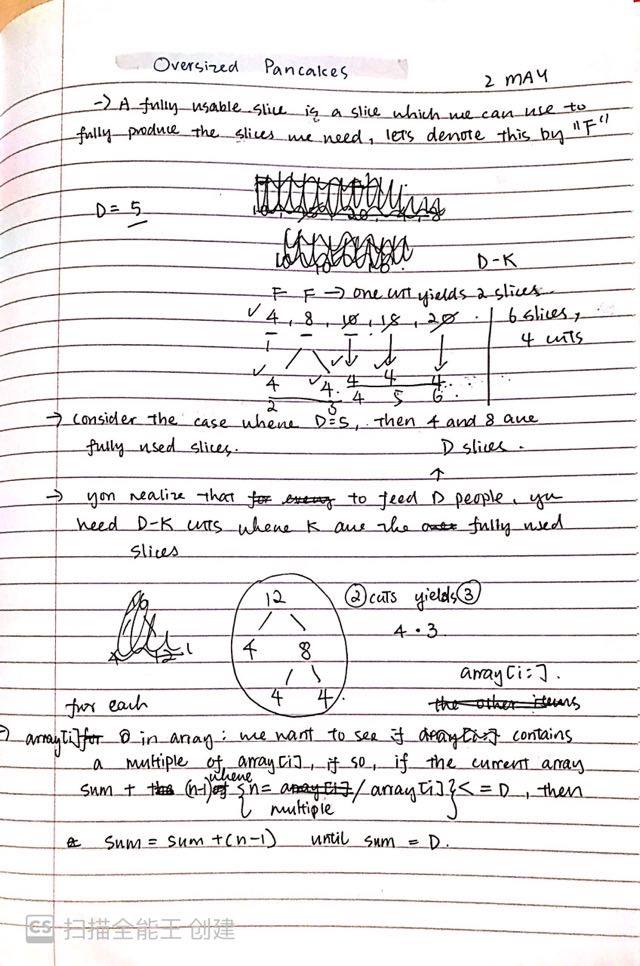 Oversized Pancakes
2 MAY
-> A fully usable slice is a slice which we can use to
fully produce the slices we need, lets denote this by "F"
D = 5
D-K
F F -> one cut yields 2 slices.
4, 8, 10, 18, 20
6 slices,
4 cuts
1
4 4 4 4 4
2 3 4 5 6
-> consider the case where D=5, then 4 and 8 are
fully used slices.
D slices.
↑
-> you realize that for every to feed D people, you
need D-K cuts where K are the fully used
slices
12
② cuts yields ③
4 8
4 · 3
4 4
array[i:].
the other items
for each
-> array[i] for 0 in array: we want to see if array[i:] contains
a multiple of array[i], if so, if the current array
sum + (n-1) of where { n = array[i] / array[i] } <= D, then
multiple
sum = sum + (n-1) until sum = D.
CS 扫描全能王 创建